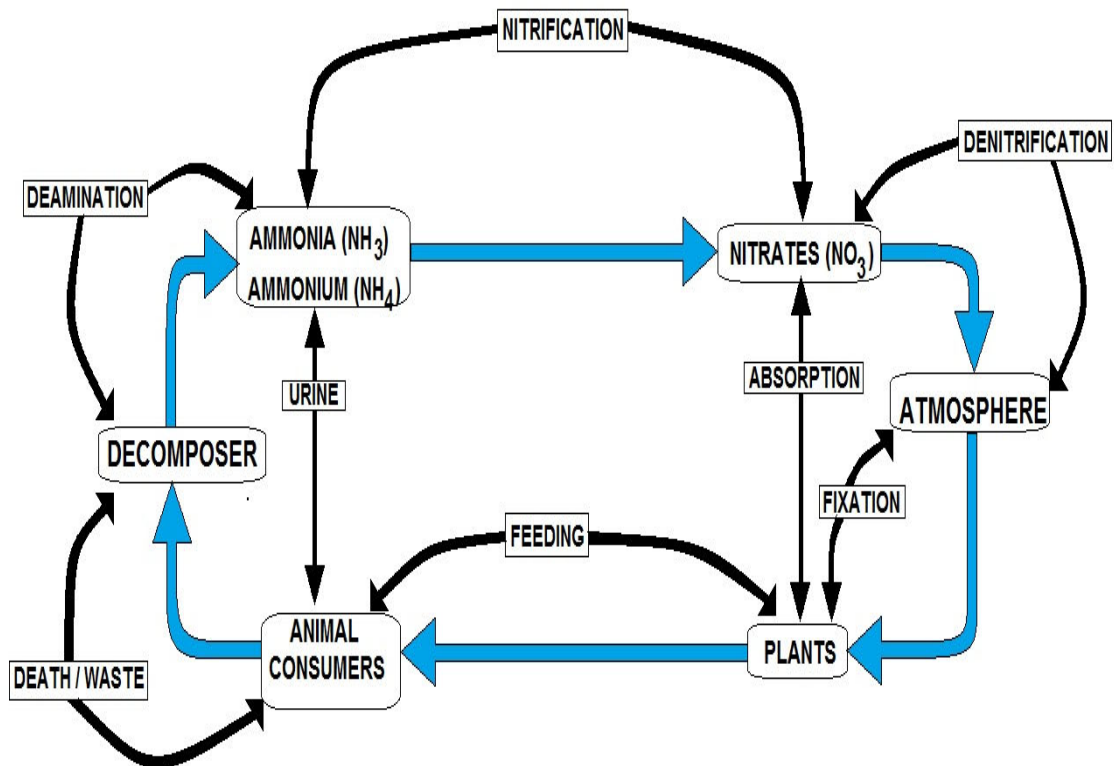 NITRIFICATION
DENITRIFICATION
DEAMINATION
AMMONIA (NH3)
AMMONIUM (NH4)
NITRATES (NO3)
URINE
ABSORPTION
ATMOSPHERE
DECOMPOSER
FIXATION
FEEDING
ANIMAL
CONSUMERS
PLANTS
DEATH / WASTE